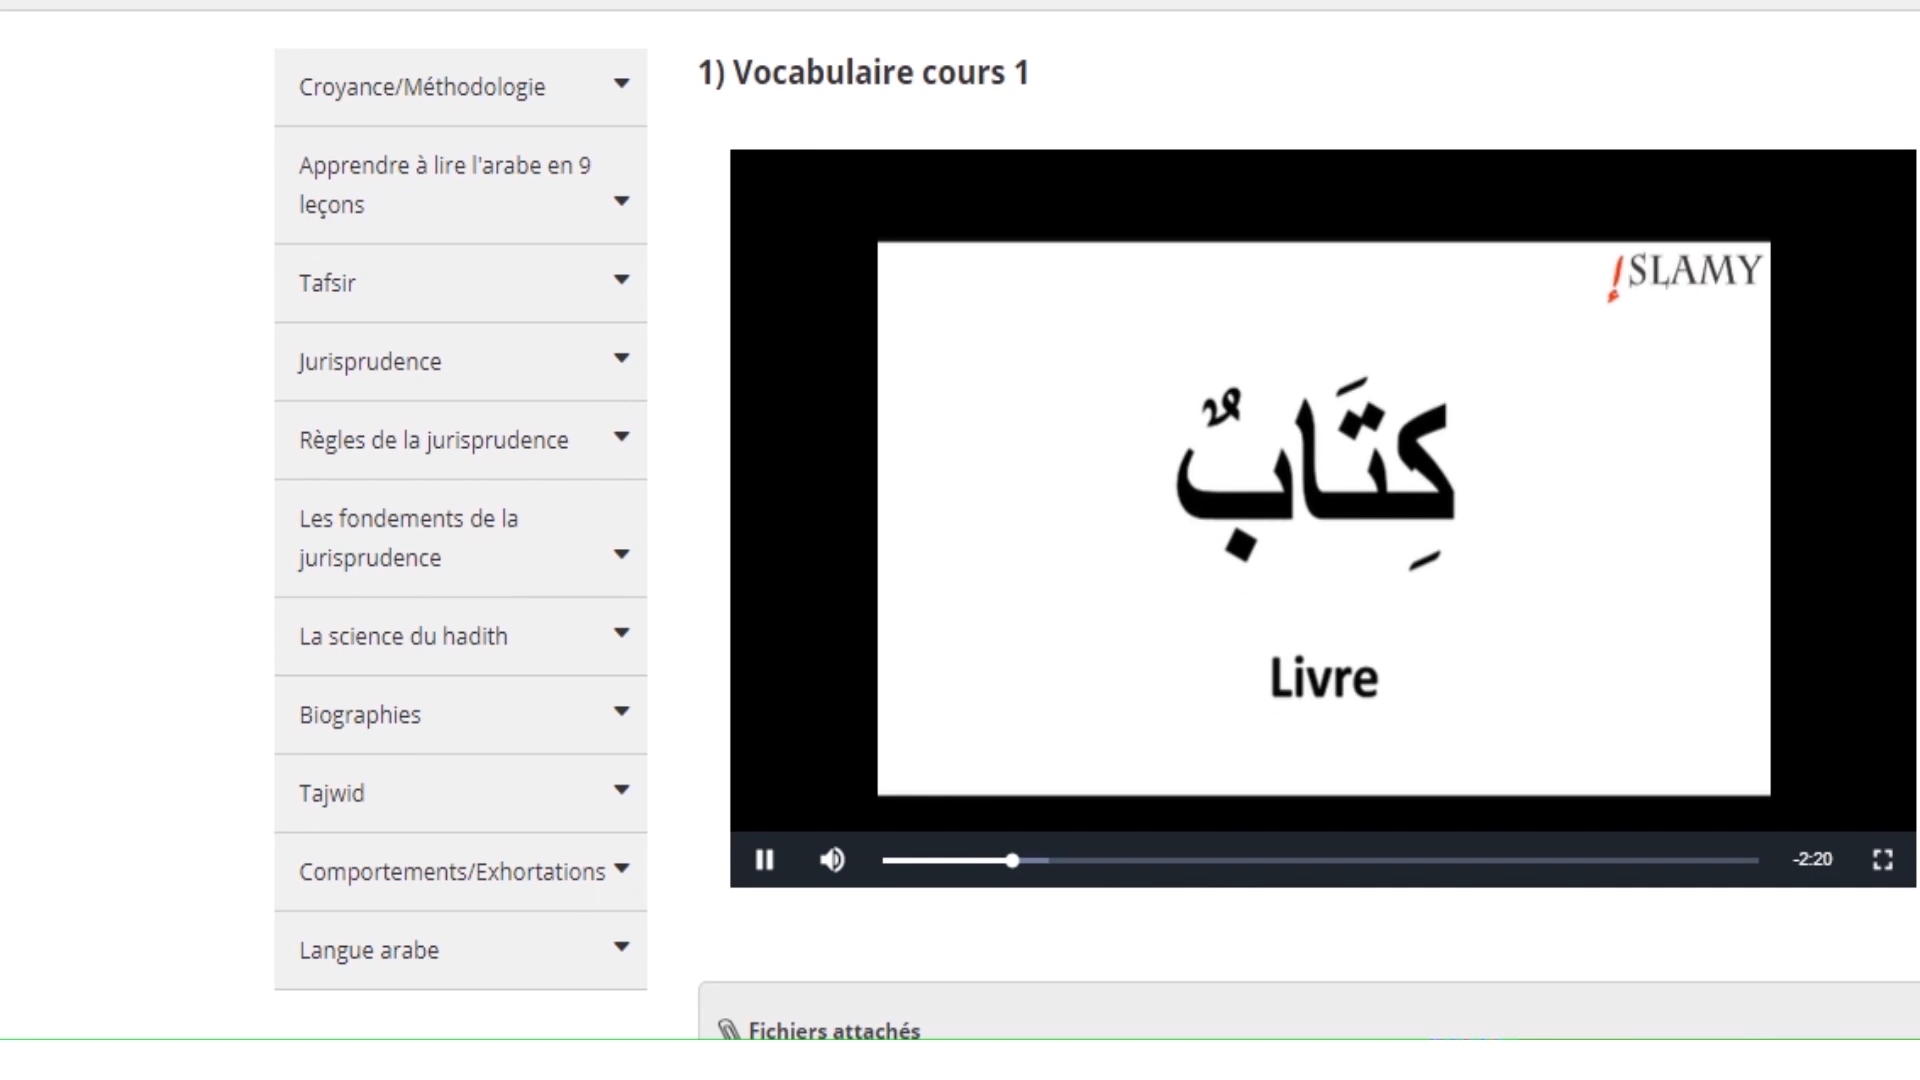 Croyance/Méthodologie
Apprendre à lire l'arabe en 9
leçons
Tafsir
Jurisprudence
Règles de la jurisprudence
Les fondements de la
jurisprudence
La science du hadith
Biographies
Tajwid
Comportements/Exhortations
Langue arabe
1) Vocabulaire cours 1
إSLAMY
كِتَابٌ
Livre
-2:20
Fichiers attachés